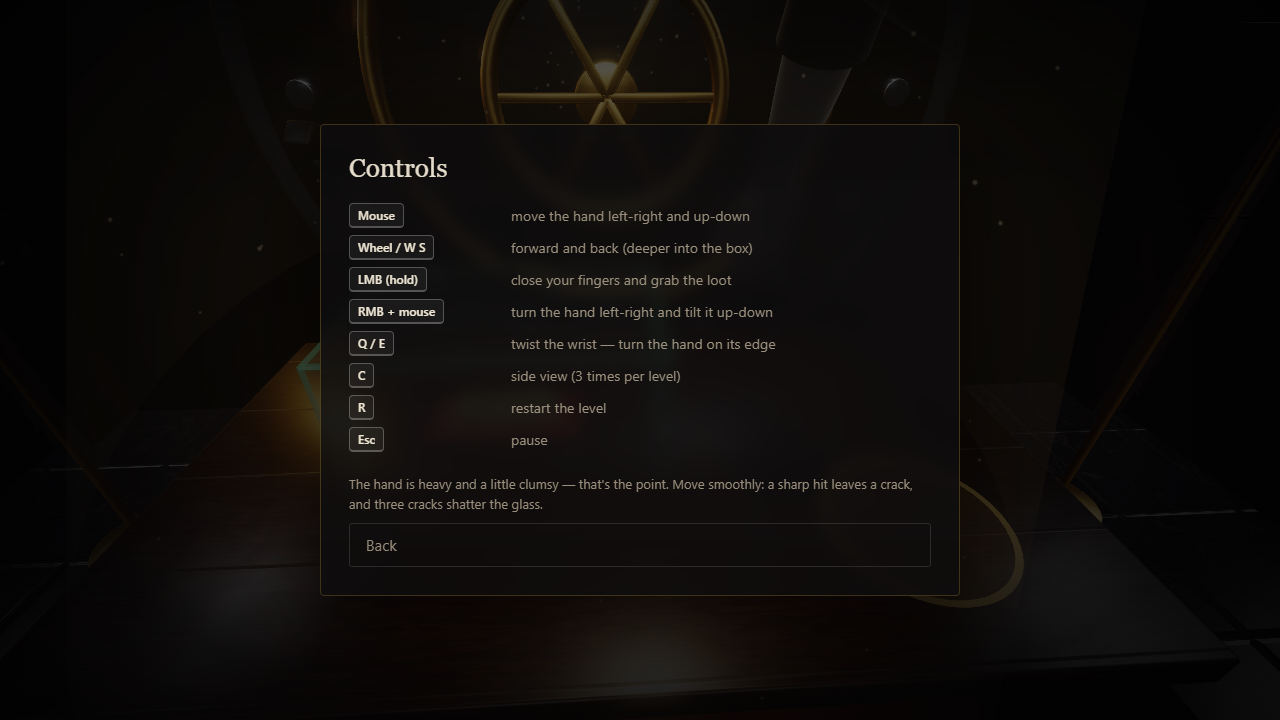 Controls
Mouse move the hand left-right and up-down
Wheel / W S forward and back (deeper into the box)
LMB (hold) close your fingers and grab the loot
RMB + mouse turn the hand left-right and tilt it up-down
Q / E twist the wrist — turn the hand on its edge
C side view (3 times per level)
R restart the level
Esc pause
The hand is heavy and a little clumsy — that's the point. Move smoothly: a sharp hit leaves a crack,
and three cracks shatter the glass.
Back